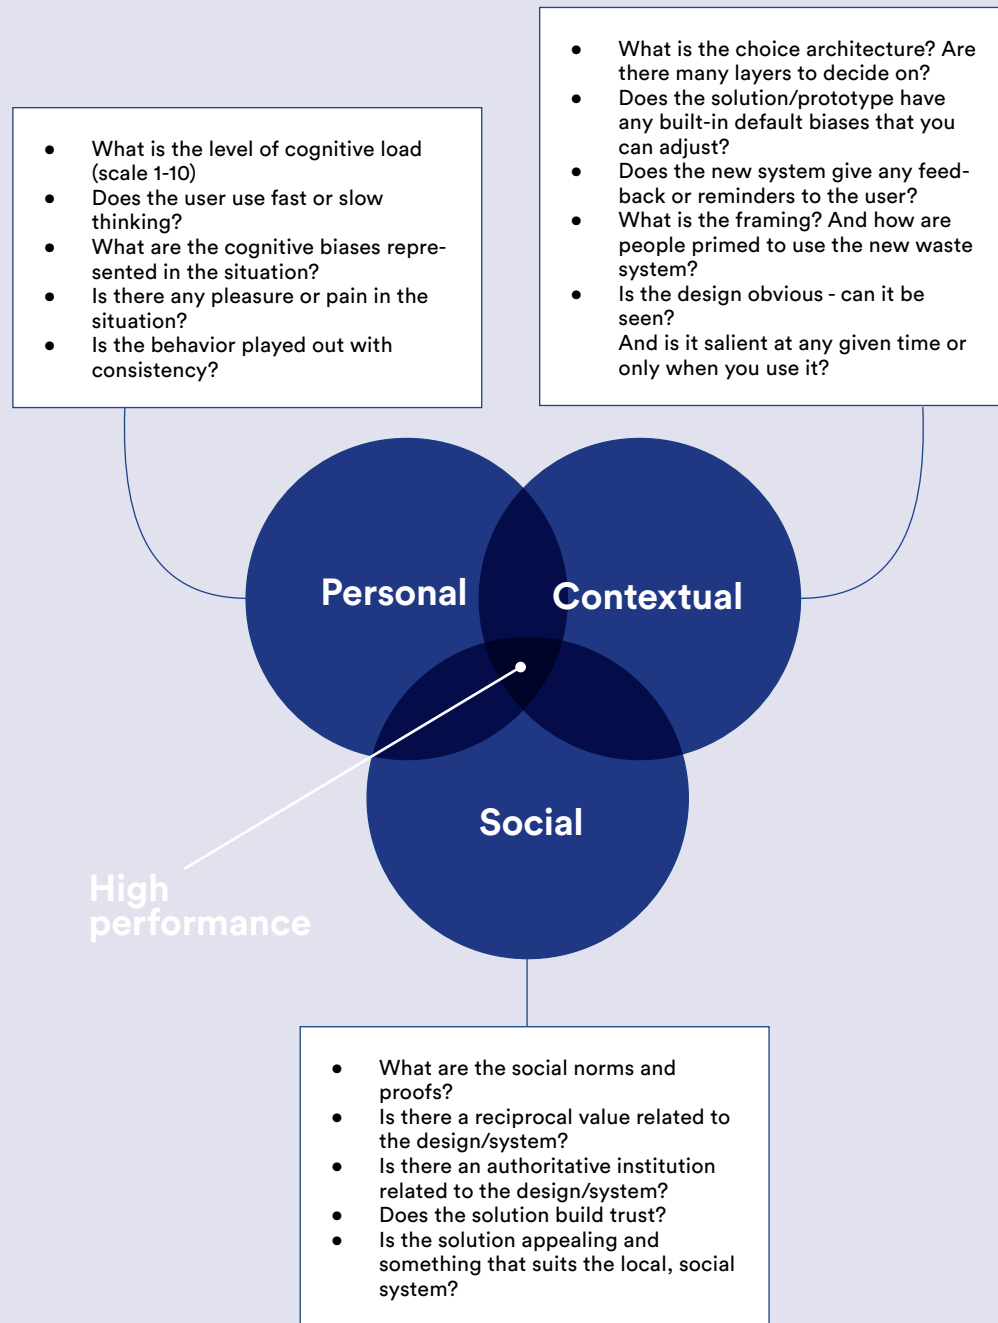 ● What is the level of cognitive load
(scale 1-10)
● Does the user use fast or slow
thinking?
● What are the cognitive biases repre-
sented in the situation?
● Is there any pleasure or pain in the
situation?
● Is the behavior played out with
consistency?
● What is the choice architecture? Are
there many layers to decide on?
● Does the solution/prototype have
any built-in default biases that you
can adjust?
● Does the new system give any feed-
back or reminders to the user?
● What is the framing? And how are
people primed to use the new waste
system?
● Is the design obvious - can it be
seen?
And is it salient at any given time or
only when you use it?
Personal
Contextual
Social
High
performance
● What are the social norms and
proofs?
● Is there a reciprocal value related to
the design/system?
● Is there an authoritative institution
related to the design/system?
● Does the solution build trust?
● Is the solution appealing and
something that suits the local, social
system?